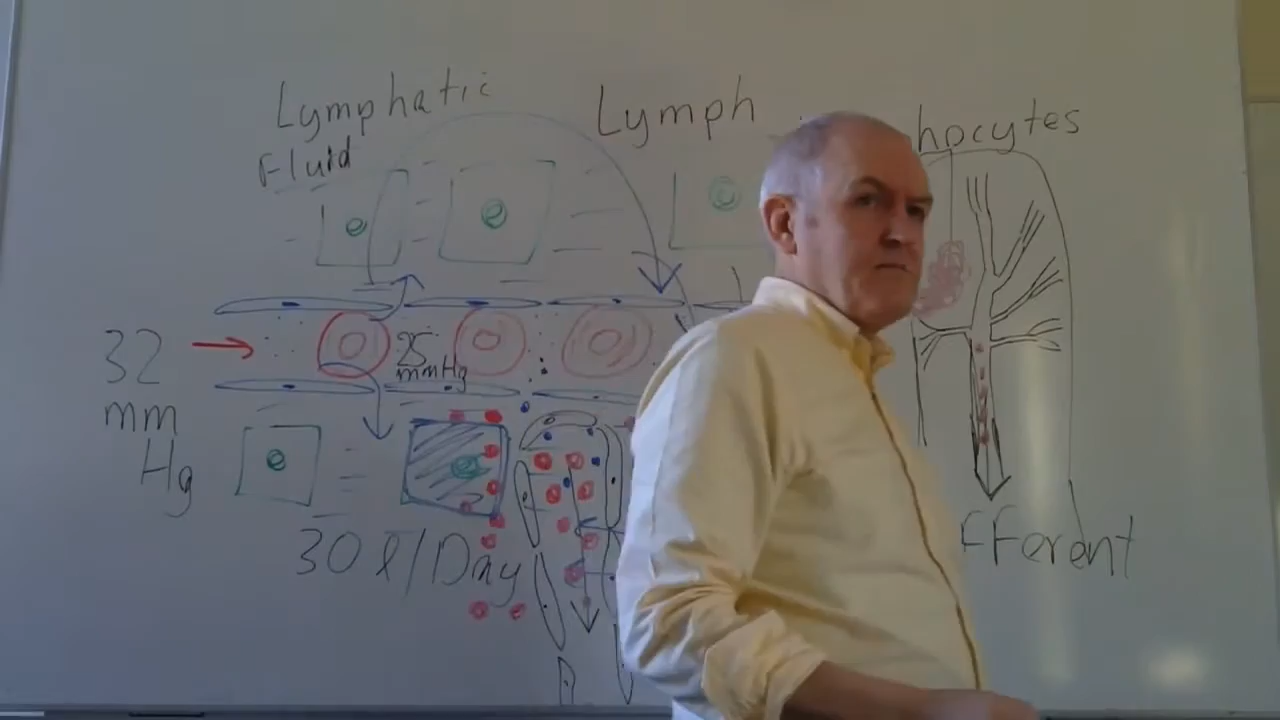 Lymphatic
Fluid
Lymph
hocytes
32
mm
Hg
25
mmHg
30 l/Day
fferent